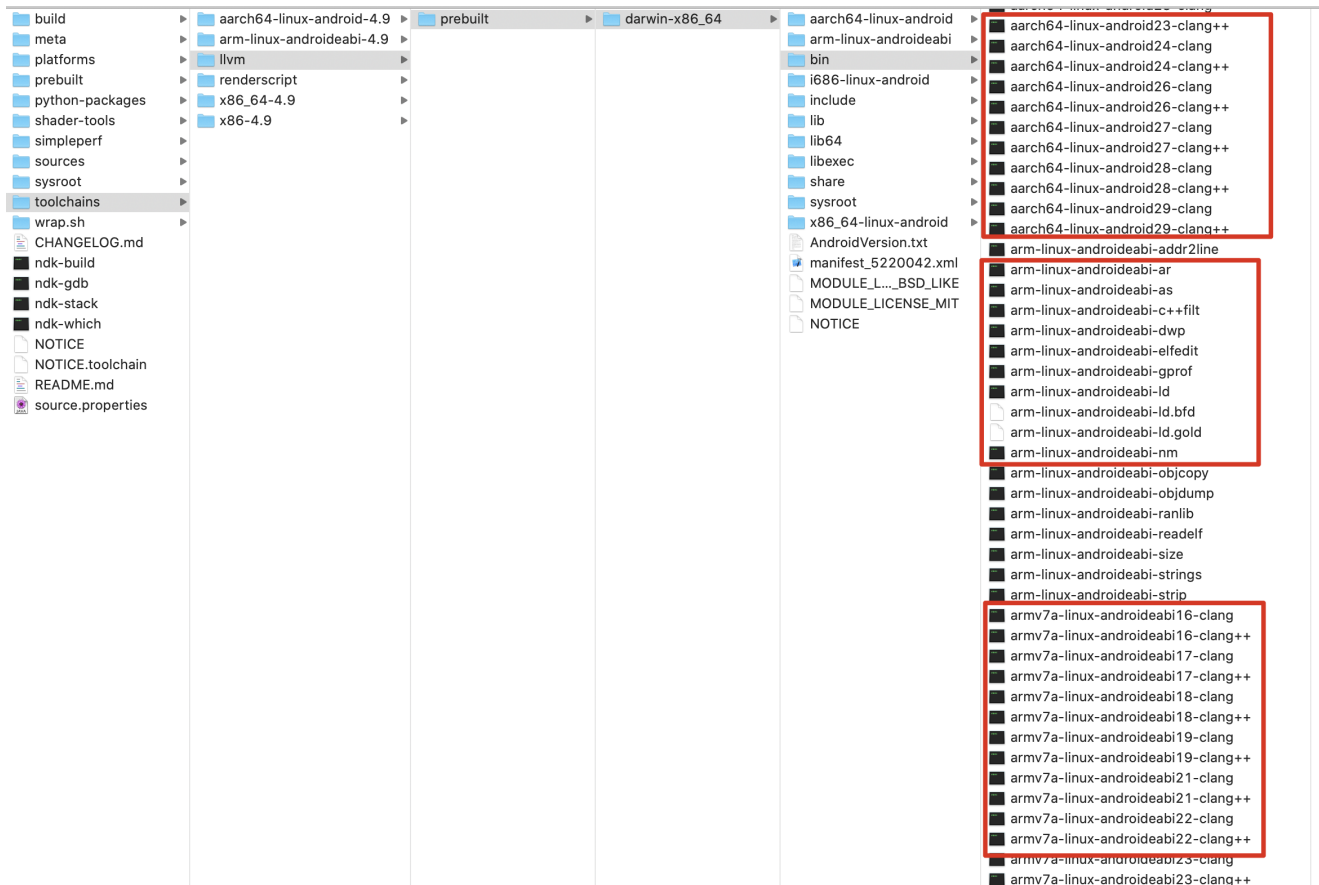 build
meta
platforms
prebuilt
python-packages
shader-tools
simpleperf
sources
sysroot
toolchains
wrap.sh
CHANGELOG.md
ndk-build
ndk-gdb
ndk-stack
ndk-which
NOTICE
NOTICE.toolchain
README.md
source.properties
aarch64-linux-android-4.9
arm-linux-androideabi-4.9
llvm
renderscript
x86_64-4.9
x86-4.9
prebuilt
darwin-x86_64
aarch64-linux-android
arm-linux-androideabi
bin
i686-linux-android
include
lib
lib64
libexec
share
sysroot
x86_64-linux-android
AndroidVersion.txt
manifest_5220042.xml
MODULE_L..._BSD_LIKE
MODULE_LICENSE_MIT
NOTICE
aarch64-linux-android23-clang++
aarch64-linux-android24-clang
aarch64-linux-android24-clang++
aarch64-linux-android26-clang
aarch64-linux-android26-clang++
aarch64-linux-android27-clang
aarch64-linux-android27-clang++
aarch64-linux-android28-clang
aarch64-linux-android28-clang++
aarch64-linux-android29-clang
aarch64-linux-android29-clang++
arm-linux-androideabi-addr2line
arm-linux-androideabi-ar
arm-linux-androideabi-as
arm-linux-androideabi-c++filt
arm-linux-androideabi-dwp
arm-linux-androideabi-elfedit
arm-linux-androideabi-gprof
arm-linux-androideabi-ld
arm-linux-androideabi-ld.bfd
arm-linux-androideabi-ld.gold
arm-linux-androideabi-nm
arm-linux-androideabi-objcopy
arm-linux-androideabi-objdump
arm-linux-androideabi-ranlib
arm-linux-androideabi-readelf
arm-linux-androideabi-size
arm-linux-androideabi-strings
arm-linux-androideabi-strip
armv7a-linux-androideabi16-clang
armv7a-linux-androideabi16-clang++
armv7a-linux-androideabi17-clang
armv7a-linux-androideabi17-clang++
armv7a-linux-androideabi18-clang
armv7a-linux-androideabi18-clang++
armv7a-linux-androideabi19-clang
armv7a-linux-androideabi19-clang++
armv7a-linux-androideabi21-clang
armv7a-linux-androideabi21-clang++
armv7a-linux-androideabi22-clang
armv7a-linux-androideabi22-clang++
armv7a-linux-androideabi23-clang
armv7a-linux-androideabi23-clang++